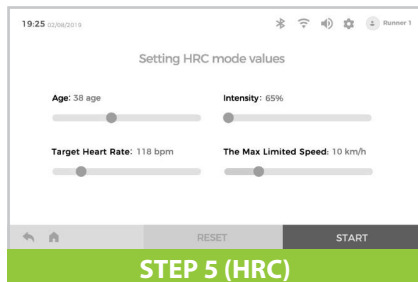 19:25 02/08/2019 Runner 1
Setting HRC mode values
Age: 38 age Intensity: 65%
Target Heart Rate: 118 bpm The Max Limited Speed: 10 km/h
RESET START
STEP 5 (HRC)